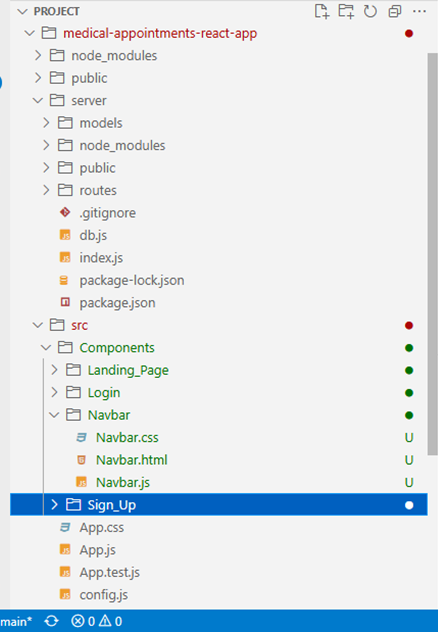 PROJECT
medical-appointments-react-app
node_modules
public
server
models
node_modules
public
routes
.gitignore
db.js
index.js
package-lock.json
package.json
src
Components
Landing_Page
Login
Navbar
Navbar.css U
Navbar.html U
Navbar.js U
Sign_Up
App.css
App.js
App.test.js
config.js
main* 0 0